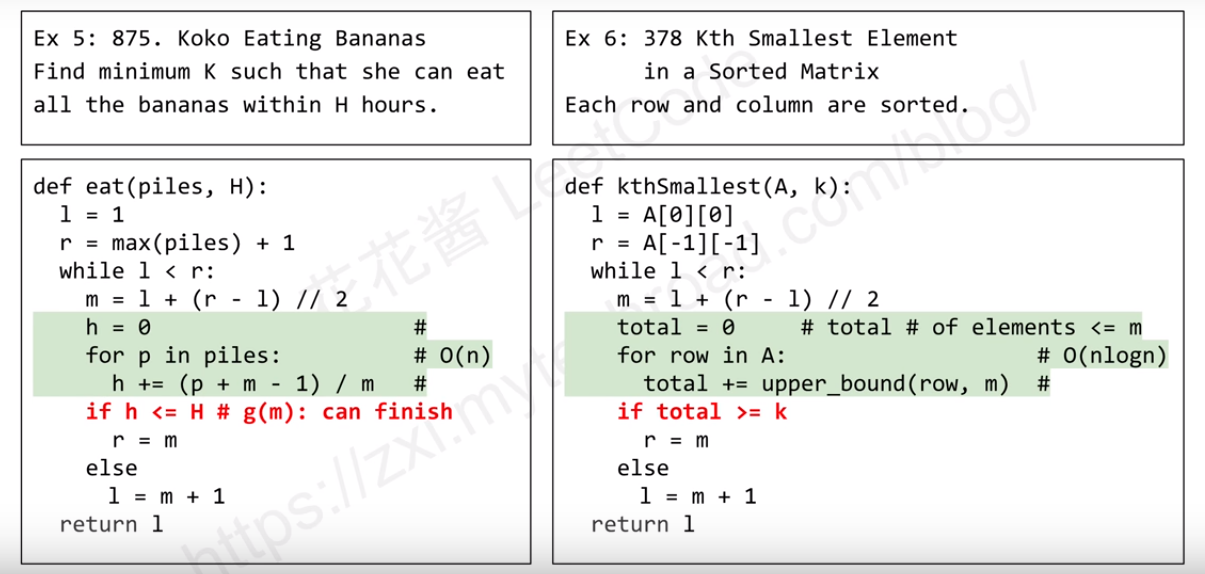 Ex 5: 875. Koko Eating Bananas
Find minimum K such that she can eat
all the bananas within H hours.
def eat(piles, H):
  l = 1
  r = max(piles) + 1
  while l < r:
    m = l + (r - l) // 2
    h = 0                    #
    for p in piles:          # O(n)
      h += (p + m - 1) / m   #
    if h <= H # g(m): can finish
      r = m
    else
      l = m + 1
  return l
Ex 6: 378 Kth Smallest Element
      in a Sorted Matrix
Each row and column are sorted.
def kthSmallest(A, k):
  l = A[0][0]
  r = A[-1][-1]
  while l < r:
    m = l + (r - l) // 2
    total = 0     # total # of elements <= m
    for row in A:                   # O(nlogn)
      total += upper_bound(row, m)  #
    if total >= k
      r = m
    else
      l = m + 1
  return l
花花酱 LeetCode
https://zxi.mytechroad.com/blog/